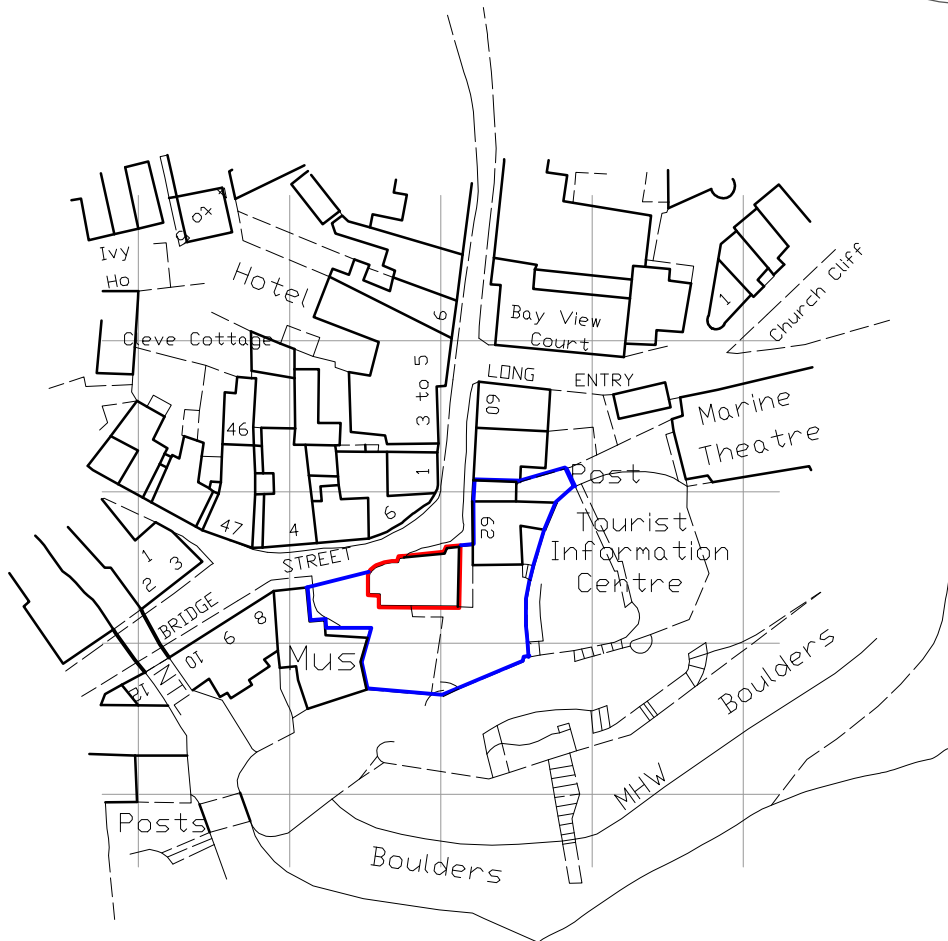 Ivy
Ho
Hotel
Cleve Cottage
9
3 to 5
Bay View
Court
1
Church Cliff
LONG ENTRY
60
Marine
Theatre
46
47
4
6
1
62
Post
Tourist
Information
Centre
STREET
BRIDGE
1
2
3
8
9
10
12
Mus
Posts
MHW
Boulders
Boulders